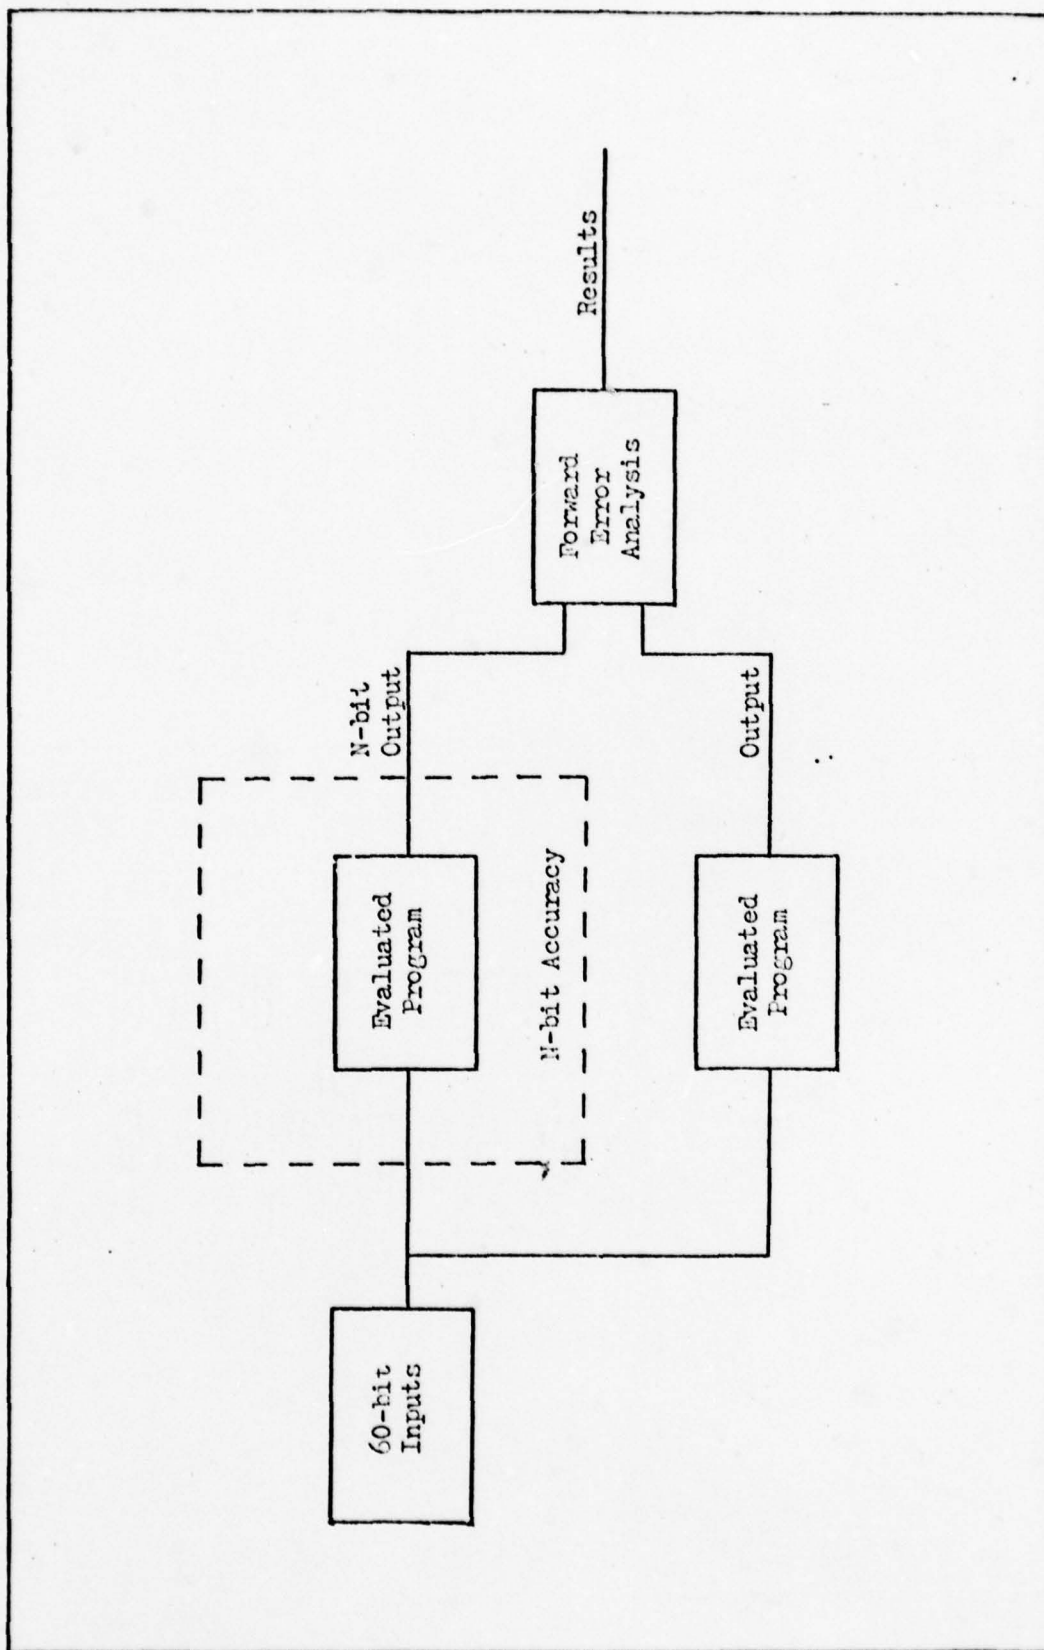 60-bit
Inputs
Evaluated
Program
N-bit Accuracy
N-bit
Output
Evaluated
Program
Output
Forward
Error
Analysis
Results